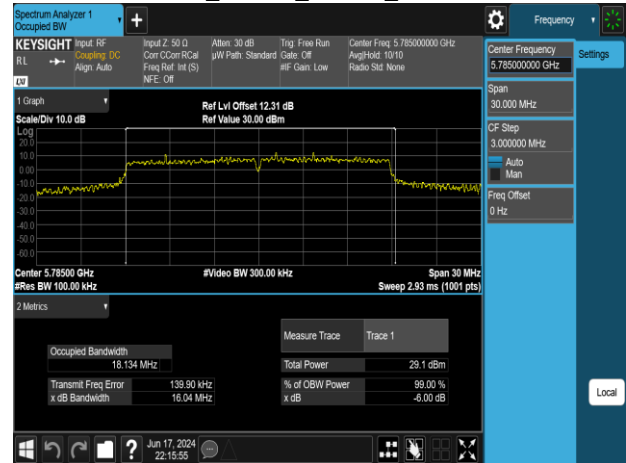 Spectrum Analyzer 1
Occupied BW
Frequency
KEYSIGHT Input: RF Input Z: 50 Ω Atten: 30 dB Trig: Free Run Center Freq: 5.785000000 GHz
RL Coupling: DC Corr CCorr RCal µW Path: Standard Gate: Off Avg|Hold: 10/10
Align: Auto Freq Ref: Int (S) #IF Gain: Low Radio Std: None
LXI NFE: Off
Center Frequency
5.785000000 GHz
Settings
Span
30.000 MHz
CF Step
3.000000 MHz
Auto
Man
Freq Offset
0 Hz
1 Graph
Ref Lvl Offset 12.31 dB
Scale/Div 10.0 dB Ref Value 30.00 dBm
Log
20.0
10.0
0.00
-10.0
-20.0
-30.0
-40.0
-50.0
-60.0
Center 5.78500 GHz #Video BW 300.00 kHz Span 30 MHz
#Res BW 100.00 kHz Sweep 2.93 ms (1001 pts)
2 Metrics
Measure Trace Trace 1
Occupied Bandwidth
18.134 MHz
Total Power 29.1 dBm
Transmit Freq Error 139.90 kHz % of OBW Power 99.00 %
x dB Bandwidth 16.04 MHz x dB -6.00 dB
Local
? Jun 17, 2024
22:15:55